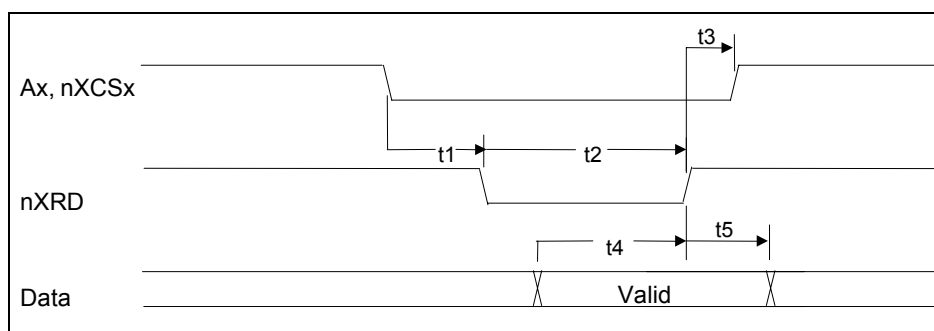 t3
Ax, nXCSx
t1 t2
nXRD
t4 t5
Data Valid